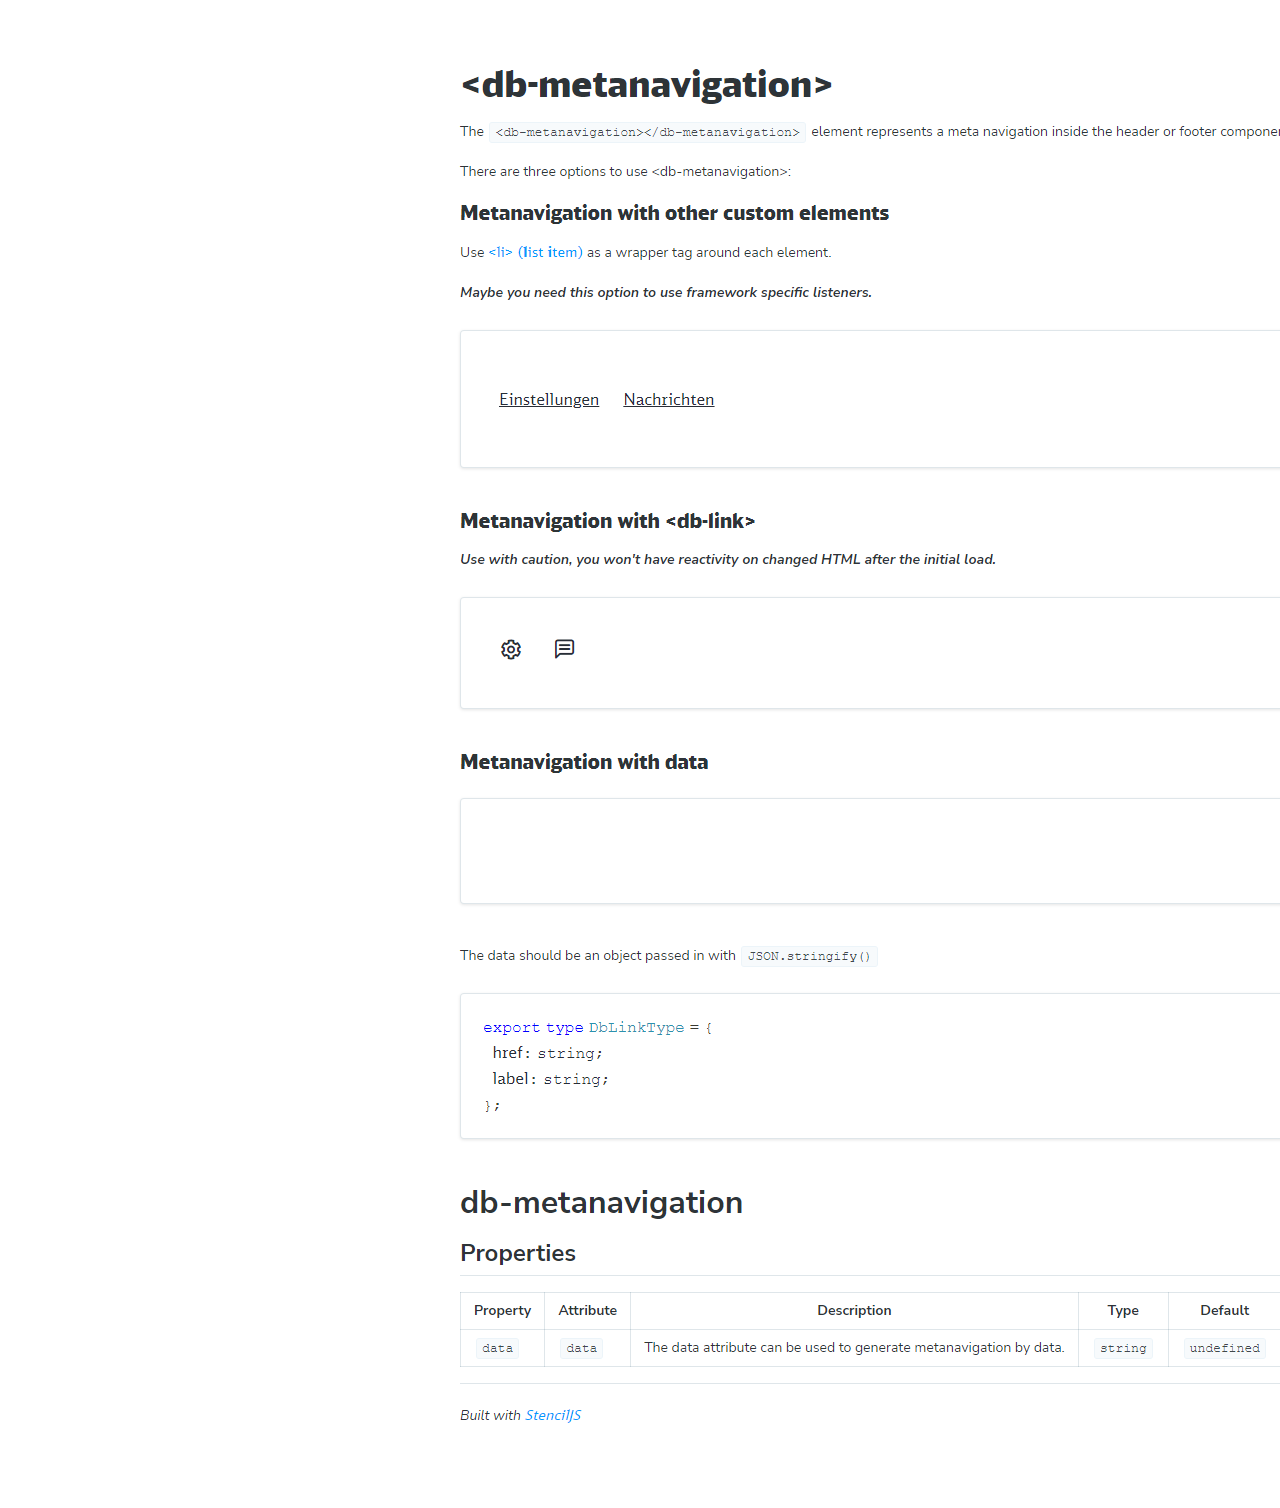 <db-metanavigation>
The <db-metanavigation></db-metanavigation> element represents a meta navigation inside the header or footer
There are three options to use <db-metanavigation>:
Metanavigation with other custom elements
Use <li> (list item) as a wrapper tag around each element.
Maybe you need this option to use framework specific listeners.
Einstellungen Nachrichten
Metanavigation with <db-link>
Use with caution, you won't have reactivity on changed HTML after the initial load.
Metanavigation with data
The data should be an object passed in with JSON.stringify()
export type DbLinkType = {
href: string;
label: string;
};
db-metanavigation
Properties
Property Attribute Description Type Default
data data The data attribute can be used to generate metanavigation by data. string undefined
Built with StencilJS